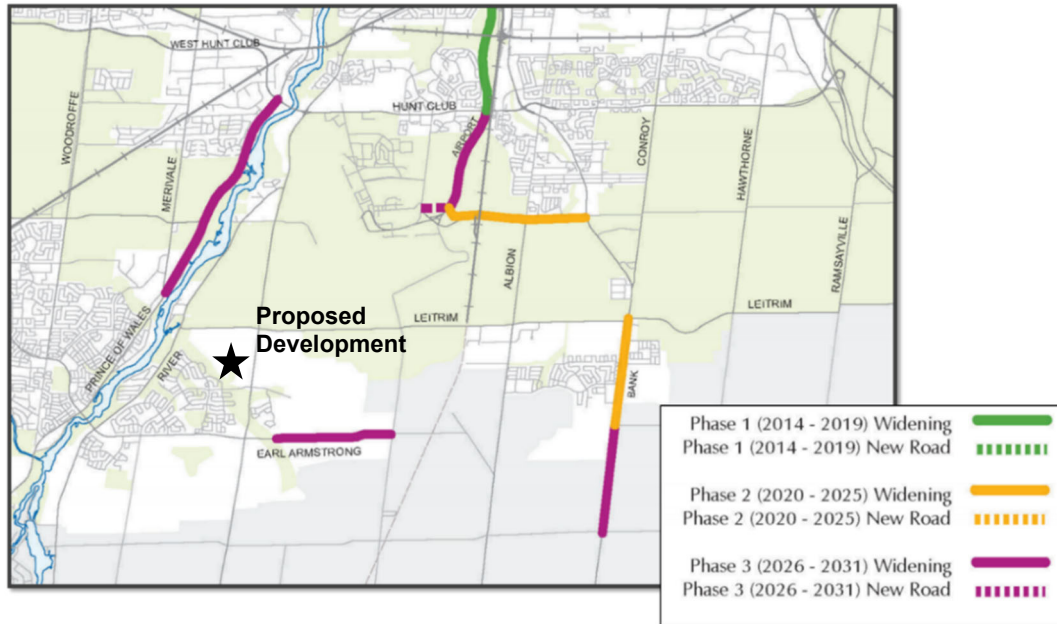 WEST HUNT CLUB
HUNT CLUB
WOODROFFE
MERIVALE
AIRPORT
CONROY
HAWTHORNE
RAMSAYVILLE
ALBION
LEITRIM
LEITRIM
Proposed
Development
PRINCE OF WALES
RIVER
BANK
EARL ARMSTRONG
Phase 1 (2014 - 2019) Widening
Phase 1 (2014 - 2019) New Road
Phase 2 (2020 - 2025) Widening
Phase 2 (2020 - 2025) New Road
Phase 3 (2026 - 2031) Widening
Phase 3 (2026 - 2031) New Road